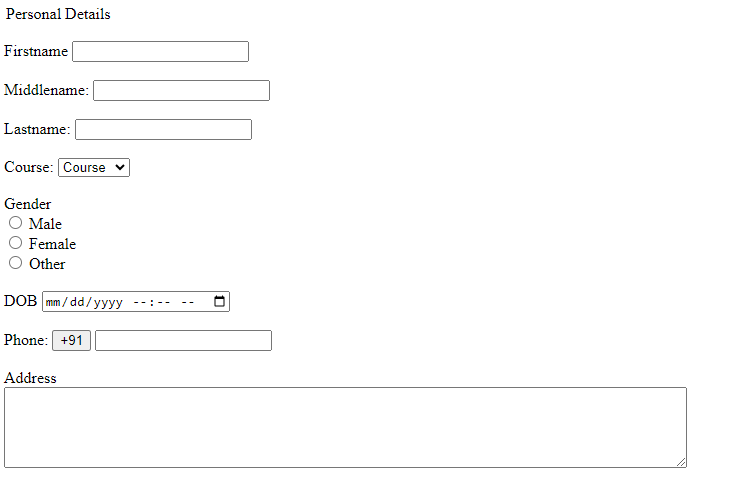 Personal Details
Firstname
Middlename:
Lastname:
Course: Course
Gender
Male
Female
Other
DOB mm/dd/yyyy --:-- --
Phone: +91
Address